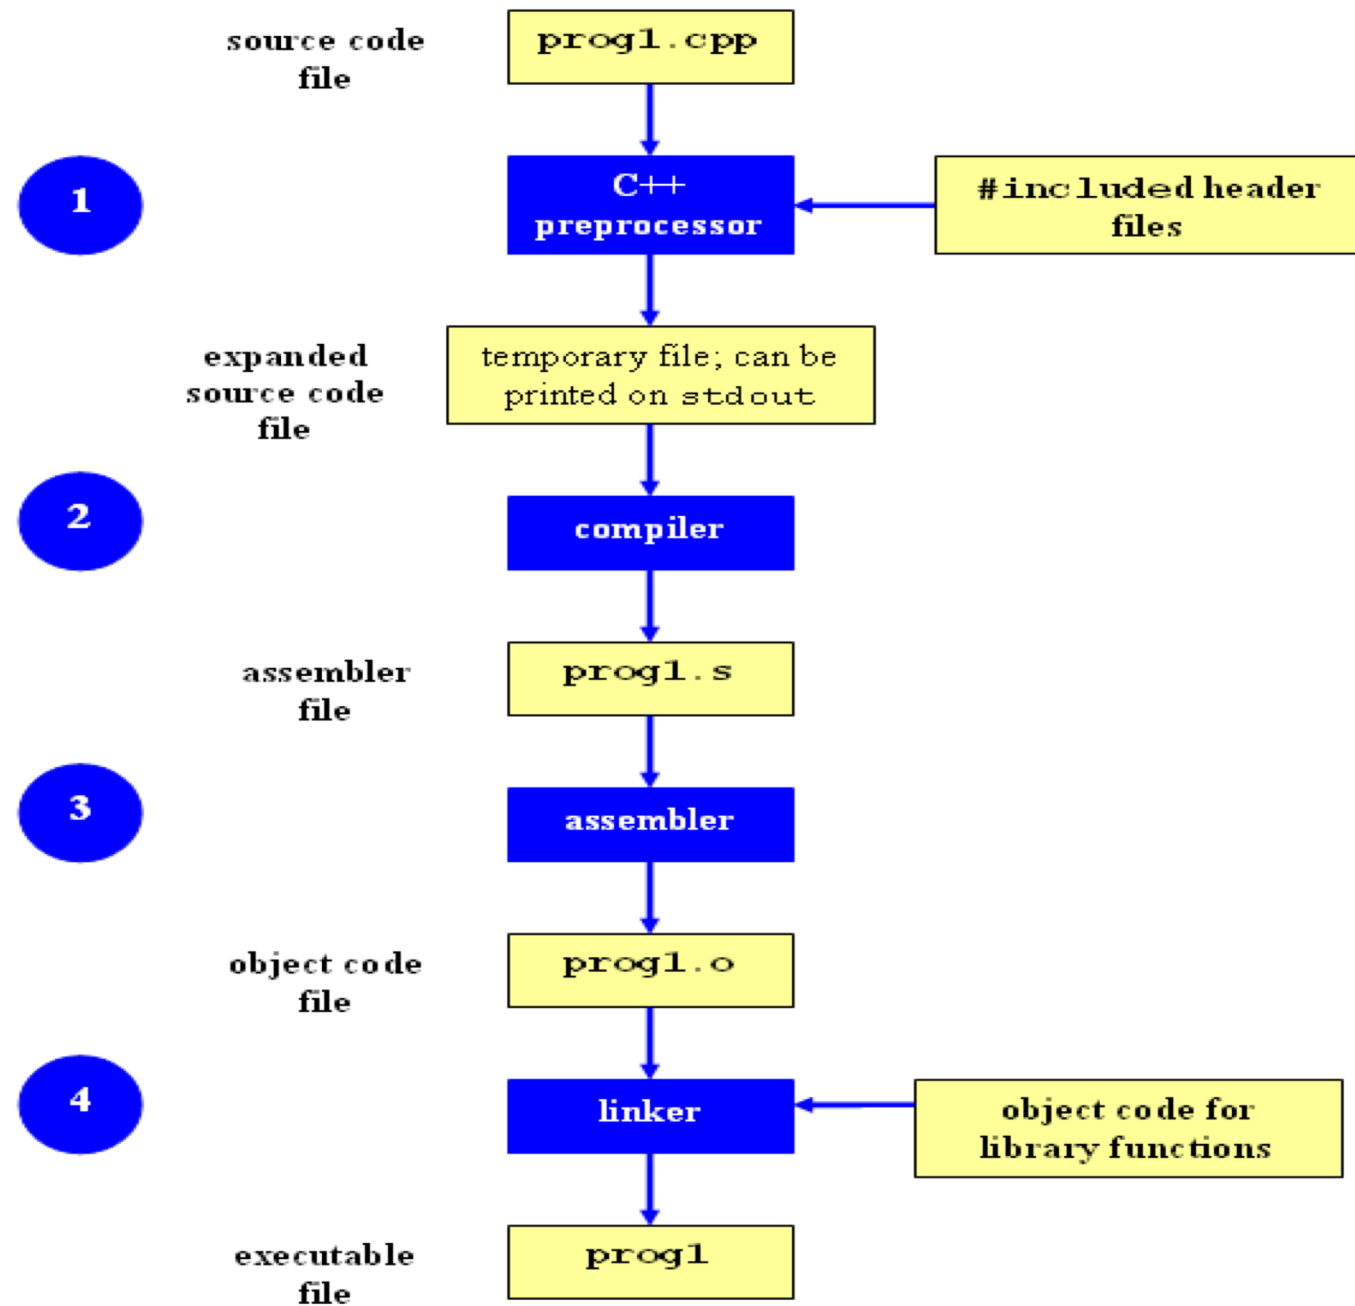 source code
file
prog1.cpp
1
C++
preprocessor
#included header
files
expanded
source code
file
temporary file; can be
printed on stdout
2
compiler
assembler
file
prog1.s
3
assembler
object code
file
prog1.o
4
linker
object code for
library functions
executable
file
prog1